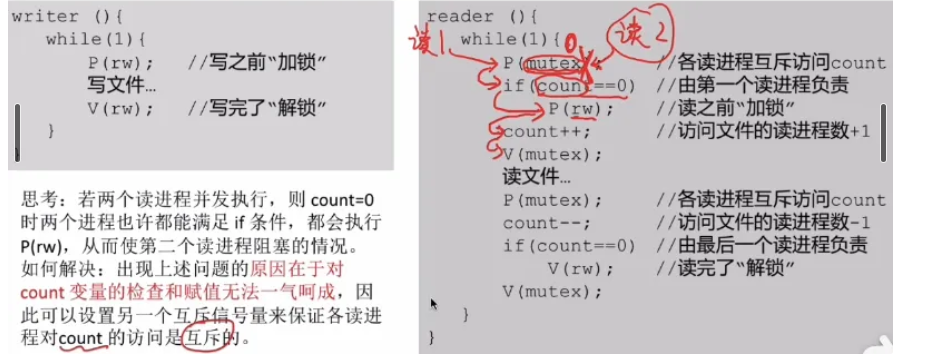 writer (){
while(1){
P(rw); //写之前“加锁”
写文件…
V(rw); //写完了“解锁”
}
思考：若两个读进程并发执行，则 count=0
时两个进程也许都能满足 if 条件，都会执行
P(rw)，从而使第二个读进程阻塞的情况。
如何解决：出现上述问题的原因在于对
count 变量的检查和赋值无法一气呵成，因
此可以设置另一个互斥信号量来保证各读进
程对count 的访问是互斥的。
reader (){
读1
while(1){
0
读2
P(mutex); //各读进程互斥访问count
if(count==0) //由第一个读进程负责
P(rw); //读之前“加锁”
count++; //访问文件的读进程数+1
V(mutex);
读文件…
P(mutex); //各读进程互斥访问count
count--; //访问文件的读进程数-1
if(count==0) //由最后一个读进程负责
V(rw); //读完了“解锁”
V(mutex);
}
}